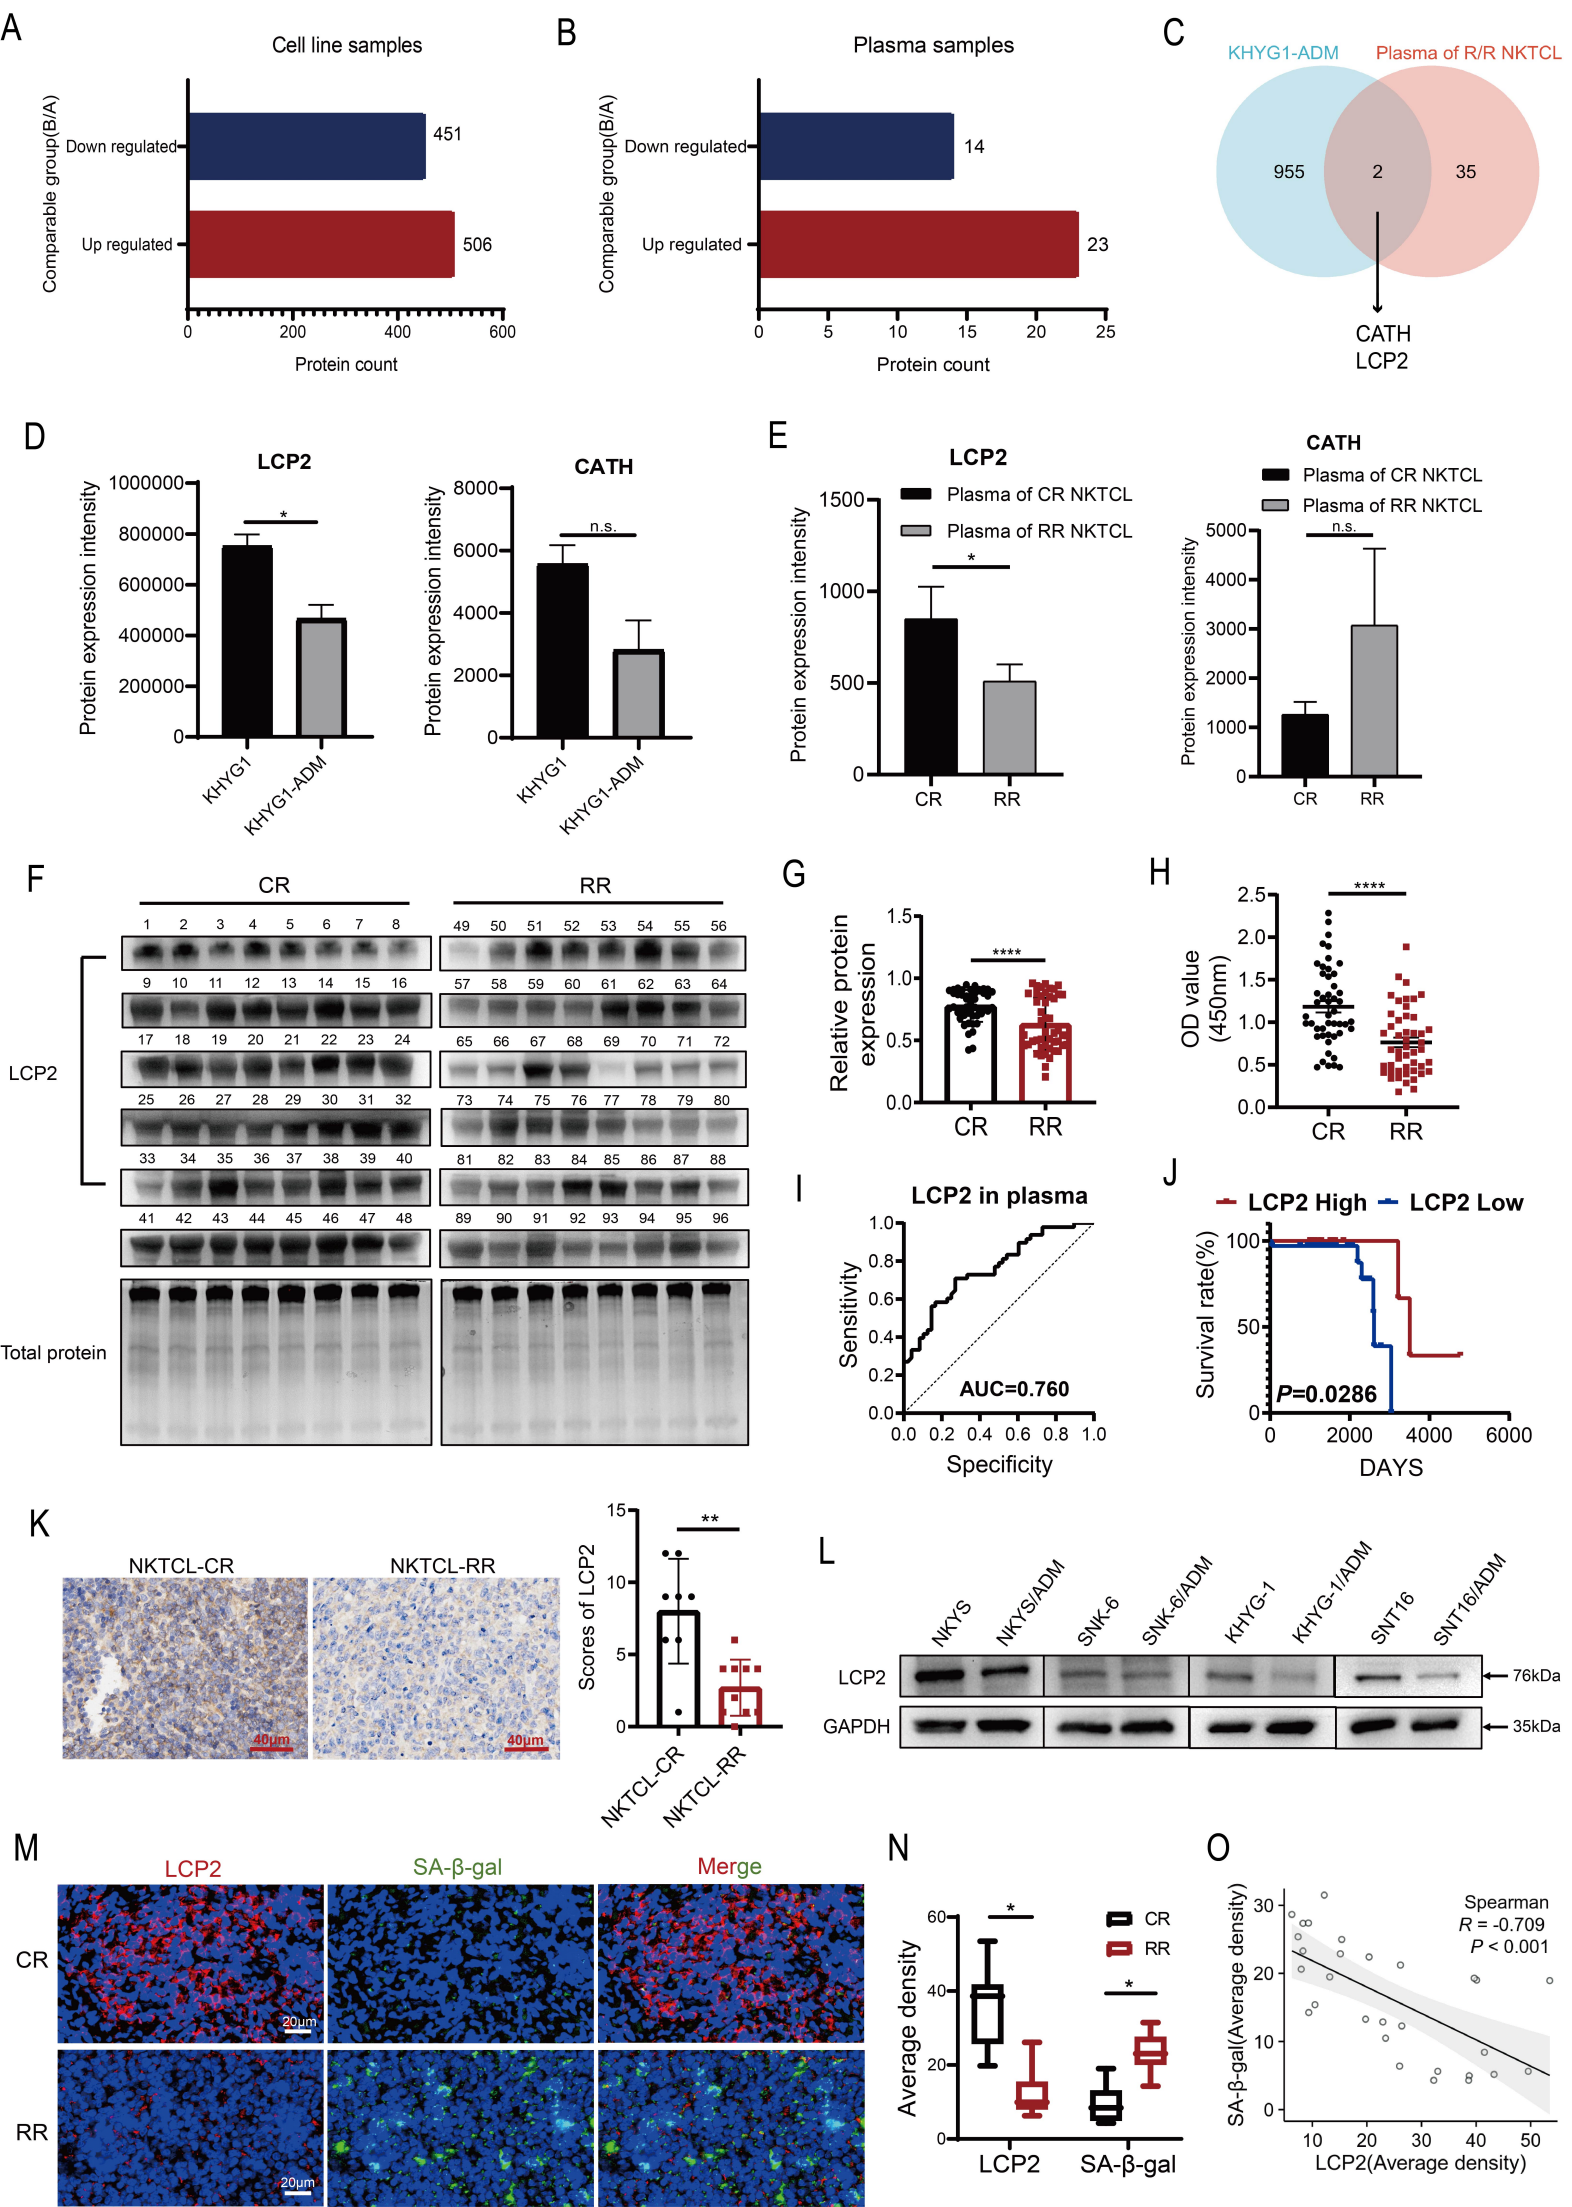 A
Cell line samples
Comparable group(B/A)
Down regulated
451
Up regulated
506
0 200 400 600
Protein count
B
Plasma samples
Comparable group(B/A)
Down regulated
14
Up regulated
23
0 5 10 15 20 25
Protein count
C
KHYG1-ADM Plasma of R/R NKTCL
955 2 35
CATH
LCP2
D
LCP2
Protein expression intensity
1000000
800000
600000
400000
200000
0
*
KHYG1
KHYG1-ADM
CATH
Protein expression intensity
8000
6000
4000
2000
0
n.s.
KHYG1
KHYG1-ADM
E
LCP2
Plasma of CR NKTCL
Plasma of RR NKTCL
Protein expression intensity
1500
1000
500
0
*
CR RR
CATH
Plasma of CR NKTCL
Plasma of RR NKTCL
Protein expression intensity
5000
4000
3000
2000
1000
0
n.s.
CR RR
F
CR RR
1 2 3 4 5 6 7 8 49 50 51 52 53 54 55 56
9 10 11 12 13 14 15 16 57 58 59 60 61 62 63 64
17 18 19 20 21 22 23 24 65 66 67 68 69 70 71 72
LCP2
25 26 27 28 29 30 31 32 73 74 75 76 77 78 79 80
33 34 35 36 37 38 39 40 81 82 83 84 85 86 87 88
41 42 43 44 45 46 47 48 89 90 91 92 93 94 95 96
Total protein
G
Relative protein
expression
1.5
1.0
0.5
0.0
****
CR RR
H
OD value
(450nm)
2.5
2.0
1.5
1.0
0.5
0.0
****
CR RR
I
LCP2 in plasma
Sensitivity
1.0
0.8
0.6
0.4
0.2
0.0
AUC=0.760
0.0 0.2 0.4 0.6 0.8 1.0
Specificity
J
LCP2 High LCP2 Low
Survival rate(%)
100
50
0
P=0.0286
0 2000 4000 6000
DAYS
K
NKTCL-CR NKTCL-RR
40μm 40μm
Scores of LCP2
15
10
5
0
**
NKTCL-CR
NKTCL-RR
L
NKYS
NKYS/ADM
SNK-6
SNK-6/ADM
KHYG-1
KHYG-1/ADM
SNT16
SNT16/ADM
LCP2 76kDa
GAPDH 35kDa
M
LCP2 SA-β-gal Merge
CR
20μm
RR
20μm
N
Average density
60
40
20
0
*
*
CR
RR
LCP2 SA-β-gal
O
SA-β-gal(Average density)
30
20
10
0
Spearman
R = -0.709
P < 0.001
10 20 30 40 50
LCP2(Average density)